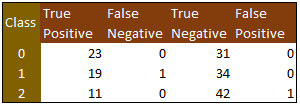 Class True Positive False Negative True Negative False Positive
0 23 0 31 0
1 19 1 34 0
2 11 0 42 1